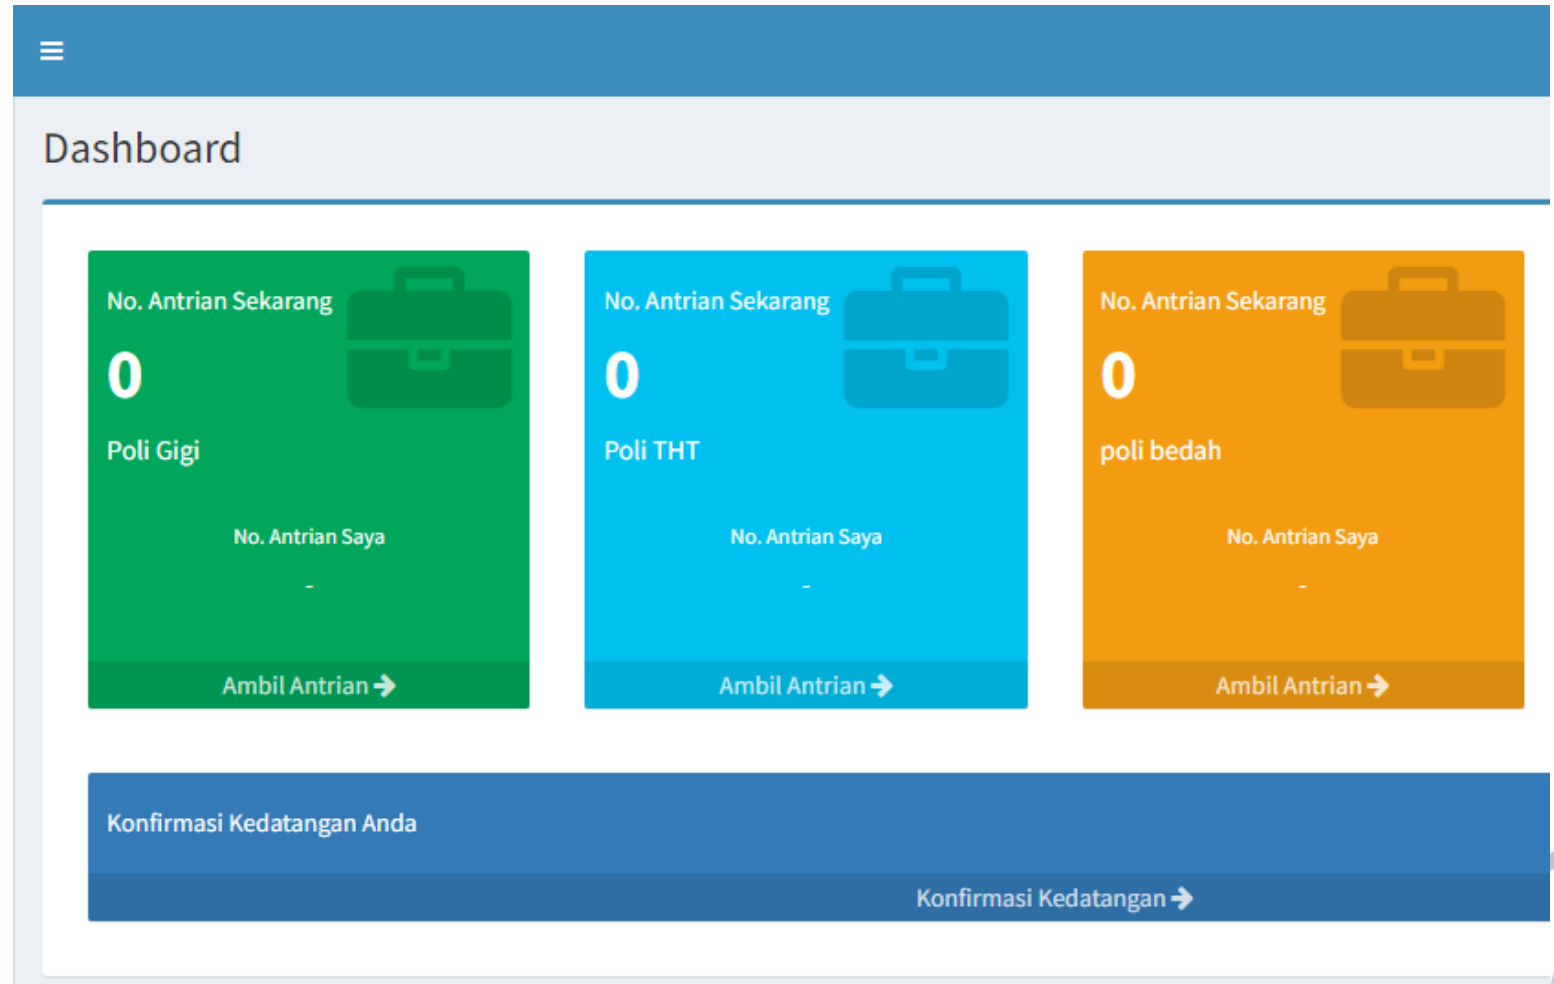 Dashboard
No. Antrian Sekarang
0
Poli Gigi
No. Antrian Saya
-
Ambil Antrian
No. Antrian Sekarang
0
Poli THT
No. Antrian Saya
-
Ambil Antrian
No. Antrian Sekarang
0
poli bedah
No. Antrian Saya
-
Ambil Antrian
Konfirmasi Kedatangan Anda
Konfirmasi Kedatangan